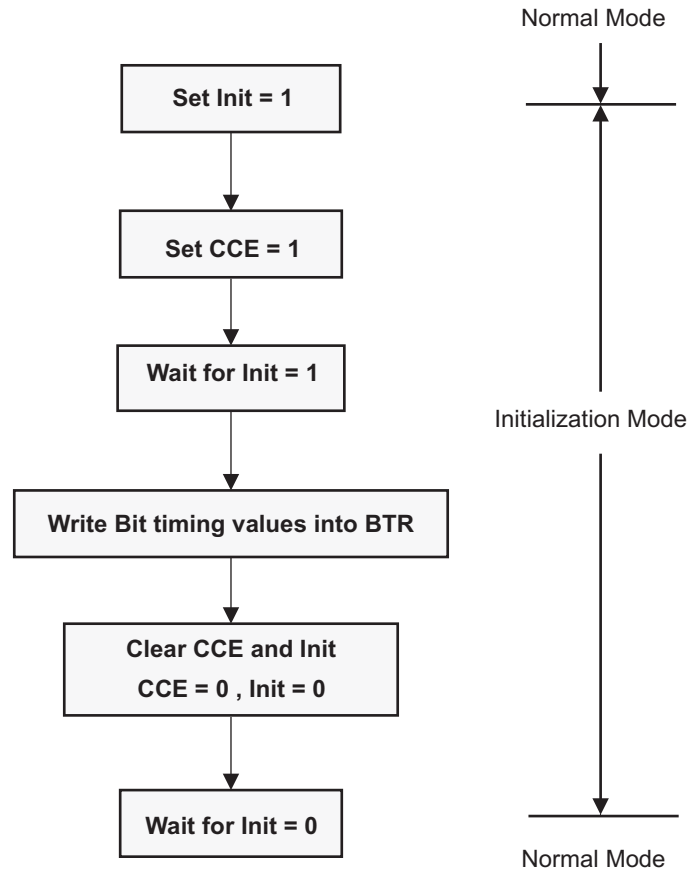 Normal Mode
Set Init = 1
Set CCE = 1
Wait for Init = 1
Initialization Mode
Write Bit timing values into BTR
Clear CCE and Init
CCE = 0 , Init = 0
Wait for Init = 0
Normal Mode